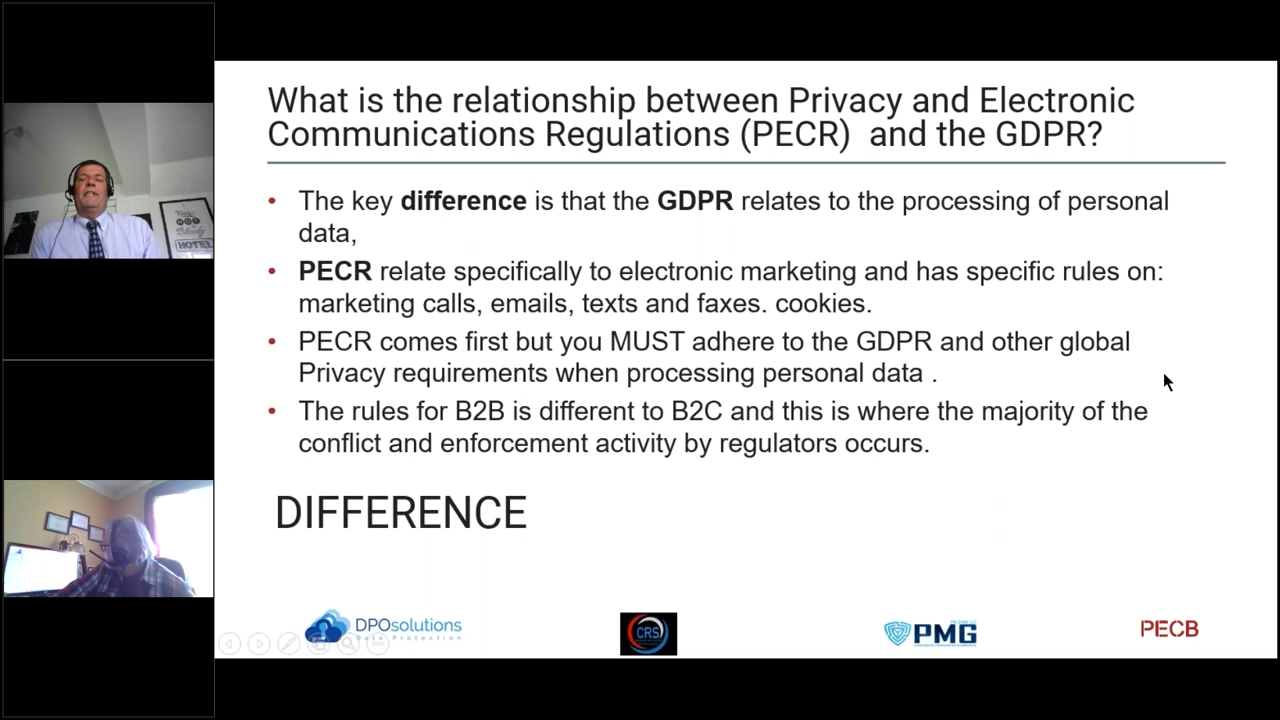 What is the relationship between Privacy and Electronic
Communications Regulations (PECR) and the GDPR?
• The key difference is that the GDPR relates to the processing of personal
data,
• PECR relate specifically to electronic marketing and has specific rules on:
marketing calls, emails, texts and faxes. cookies.
• PECR comes first but you MUST adhere to the GDPR and other global
Privacy requirements when processing personal data .
• The rules for B2B is different to B2C and this is where the majority of the
conflict and enforcement activity by regulators occurs.
DIFFERENCE
DPOsolutions
Data Protection
CRS
PMG
PECB
HOTEL